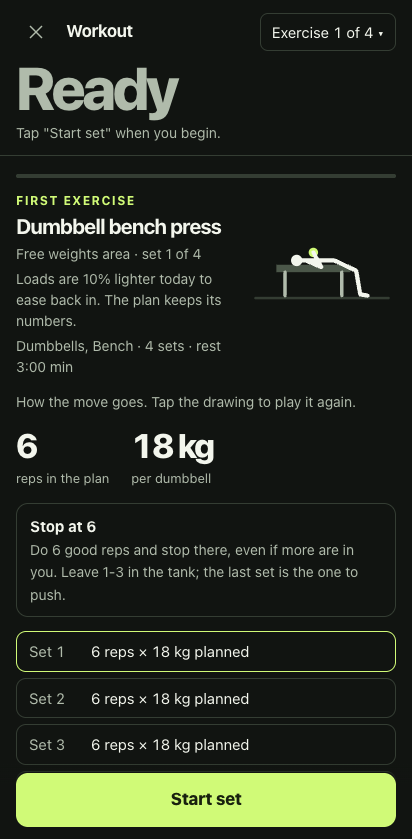 Workout
Exercise 1 of 4 ▾
Ready
Tap "Start set" when you begin.
FIRST EXERCISE
Dumbbell bench press
Free weights area · set 1 of 4
Loads are 10% lighter today to
ease back in. The plan keeps its
numbers.
Dumbbells, Bench · 4 sets · rest
3:00 min
How the move goes. Tap the drawing to play it again.
6
reps in the plan
18 kg
per dumbbell
Stop at 6
Do 6 good reps and stop there, even if more are in
you. Leave 1-3 in the tank; the last set is the one to
push.
Set 1 6 reps × 18 kg planned
Set 2 6 reps × 18 kg planned
Set 3 6 reps × 18 kg planned
Start set